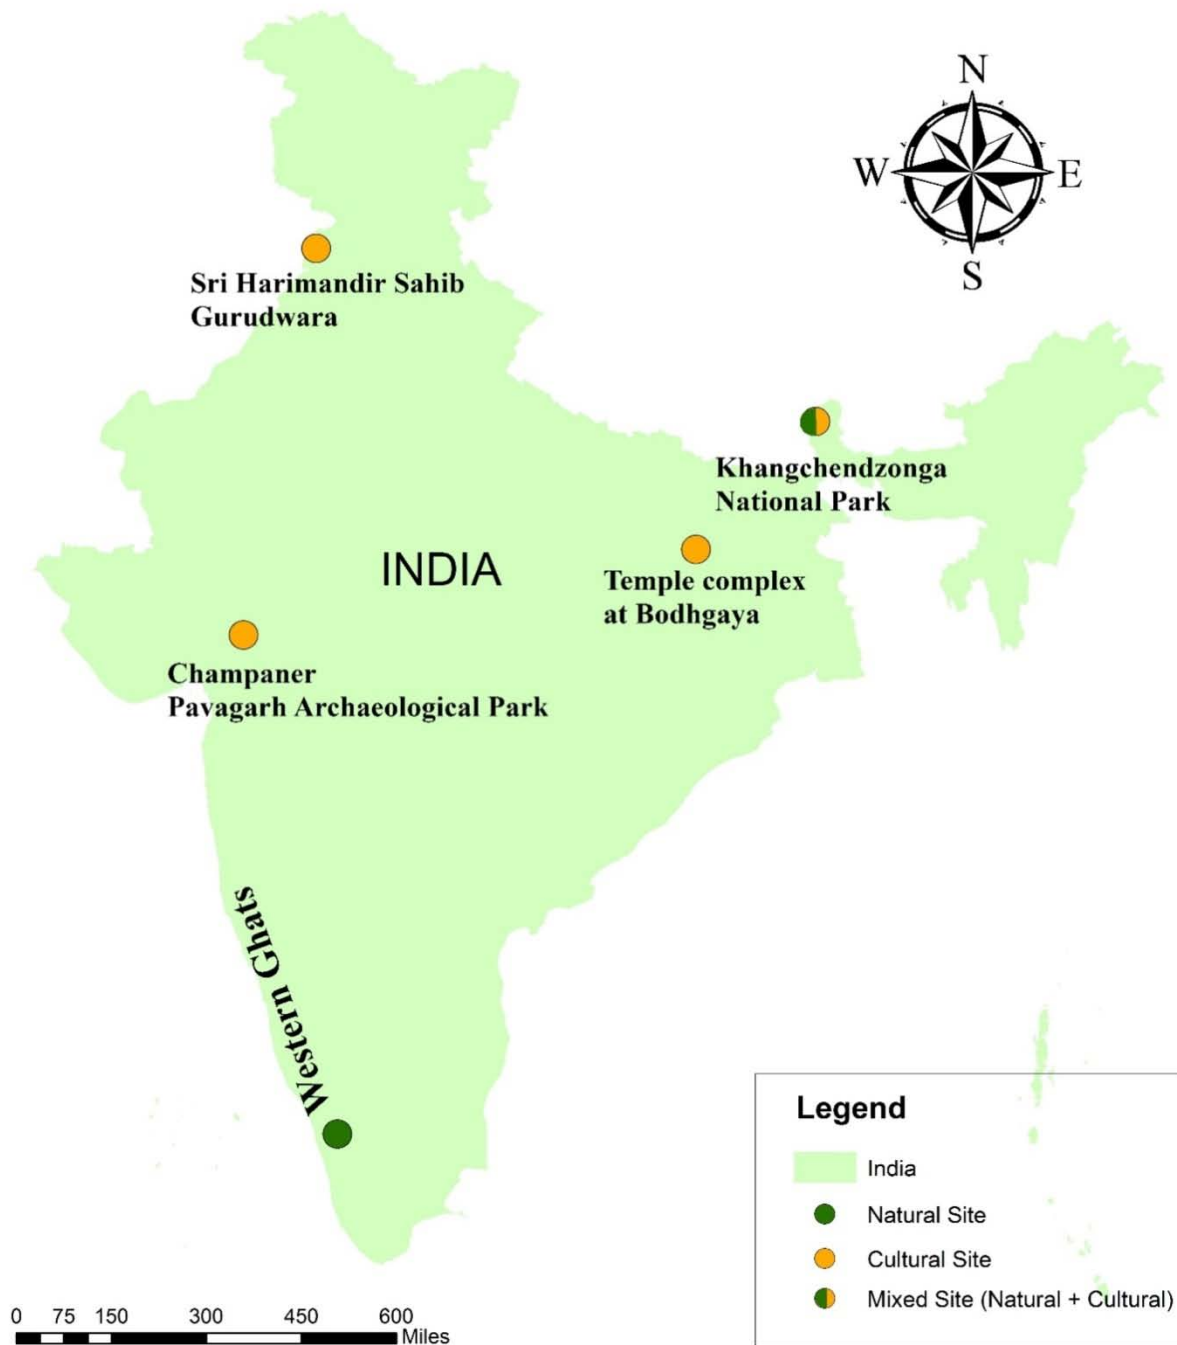 N
W
E
S
Sri Harimandir Sahib
Gurudwara
Khangchendzonga
National Park
INDIA
Temple complex
at Bodhgaya
Champaner
Pavagarh Archaeological Park
Western Ghats
Legend
India
Natural Site
Cultural Site
Mixed Site (Natural + Cultural)
0 75 150 300 450 600
Miles